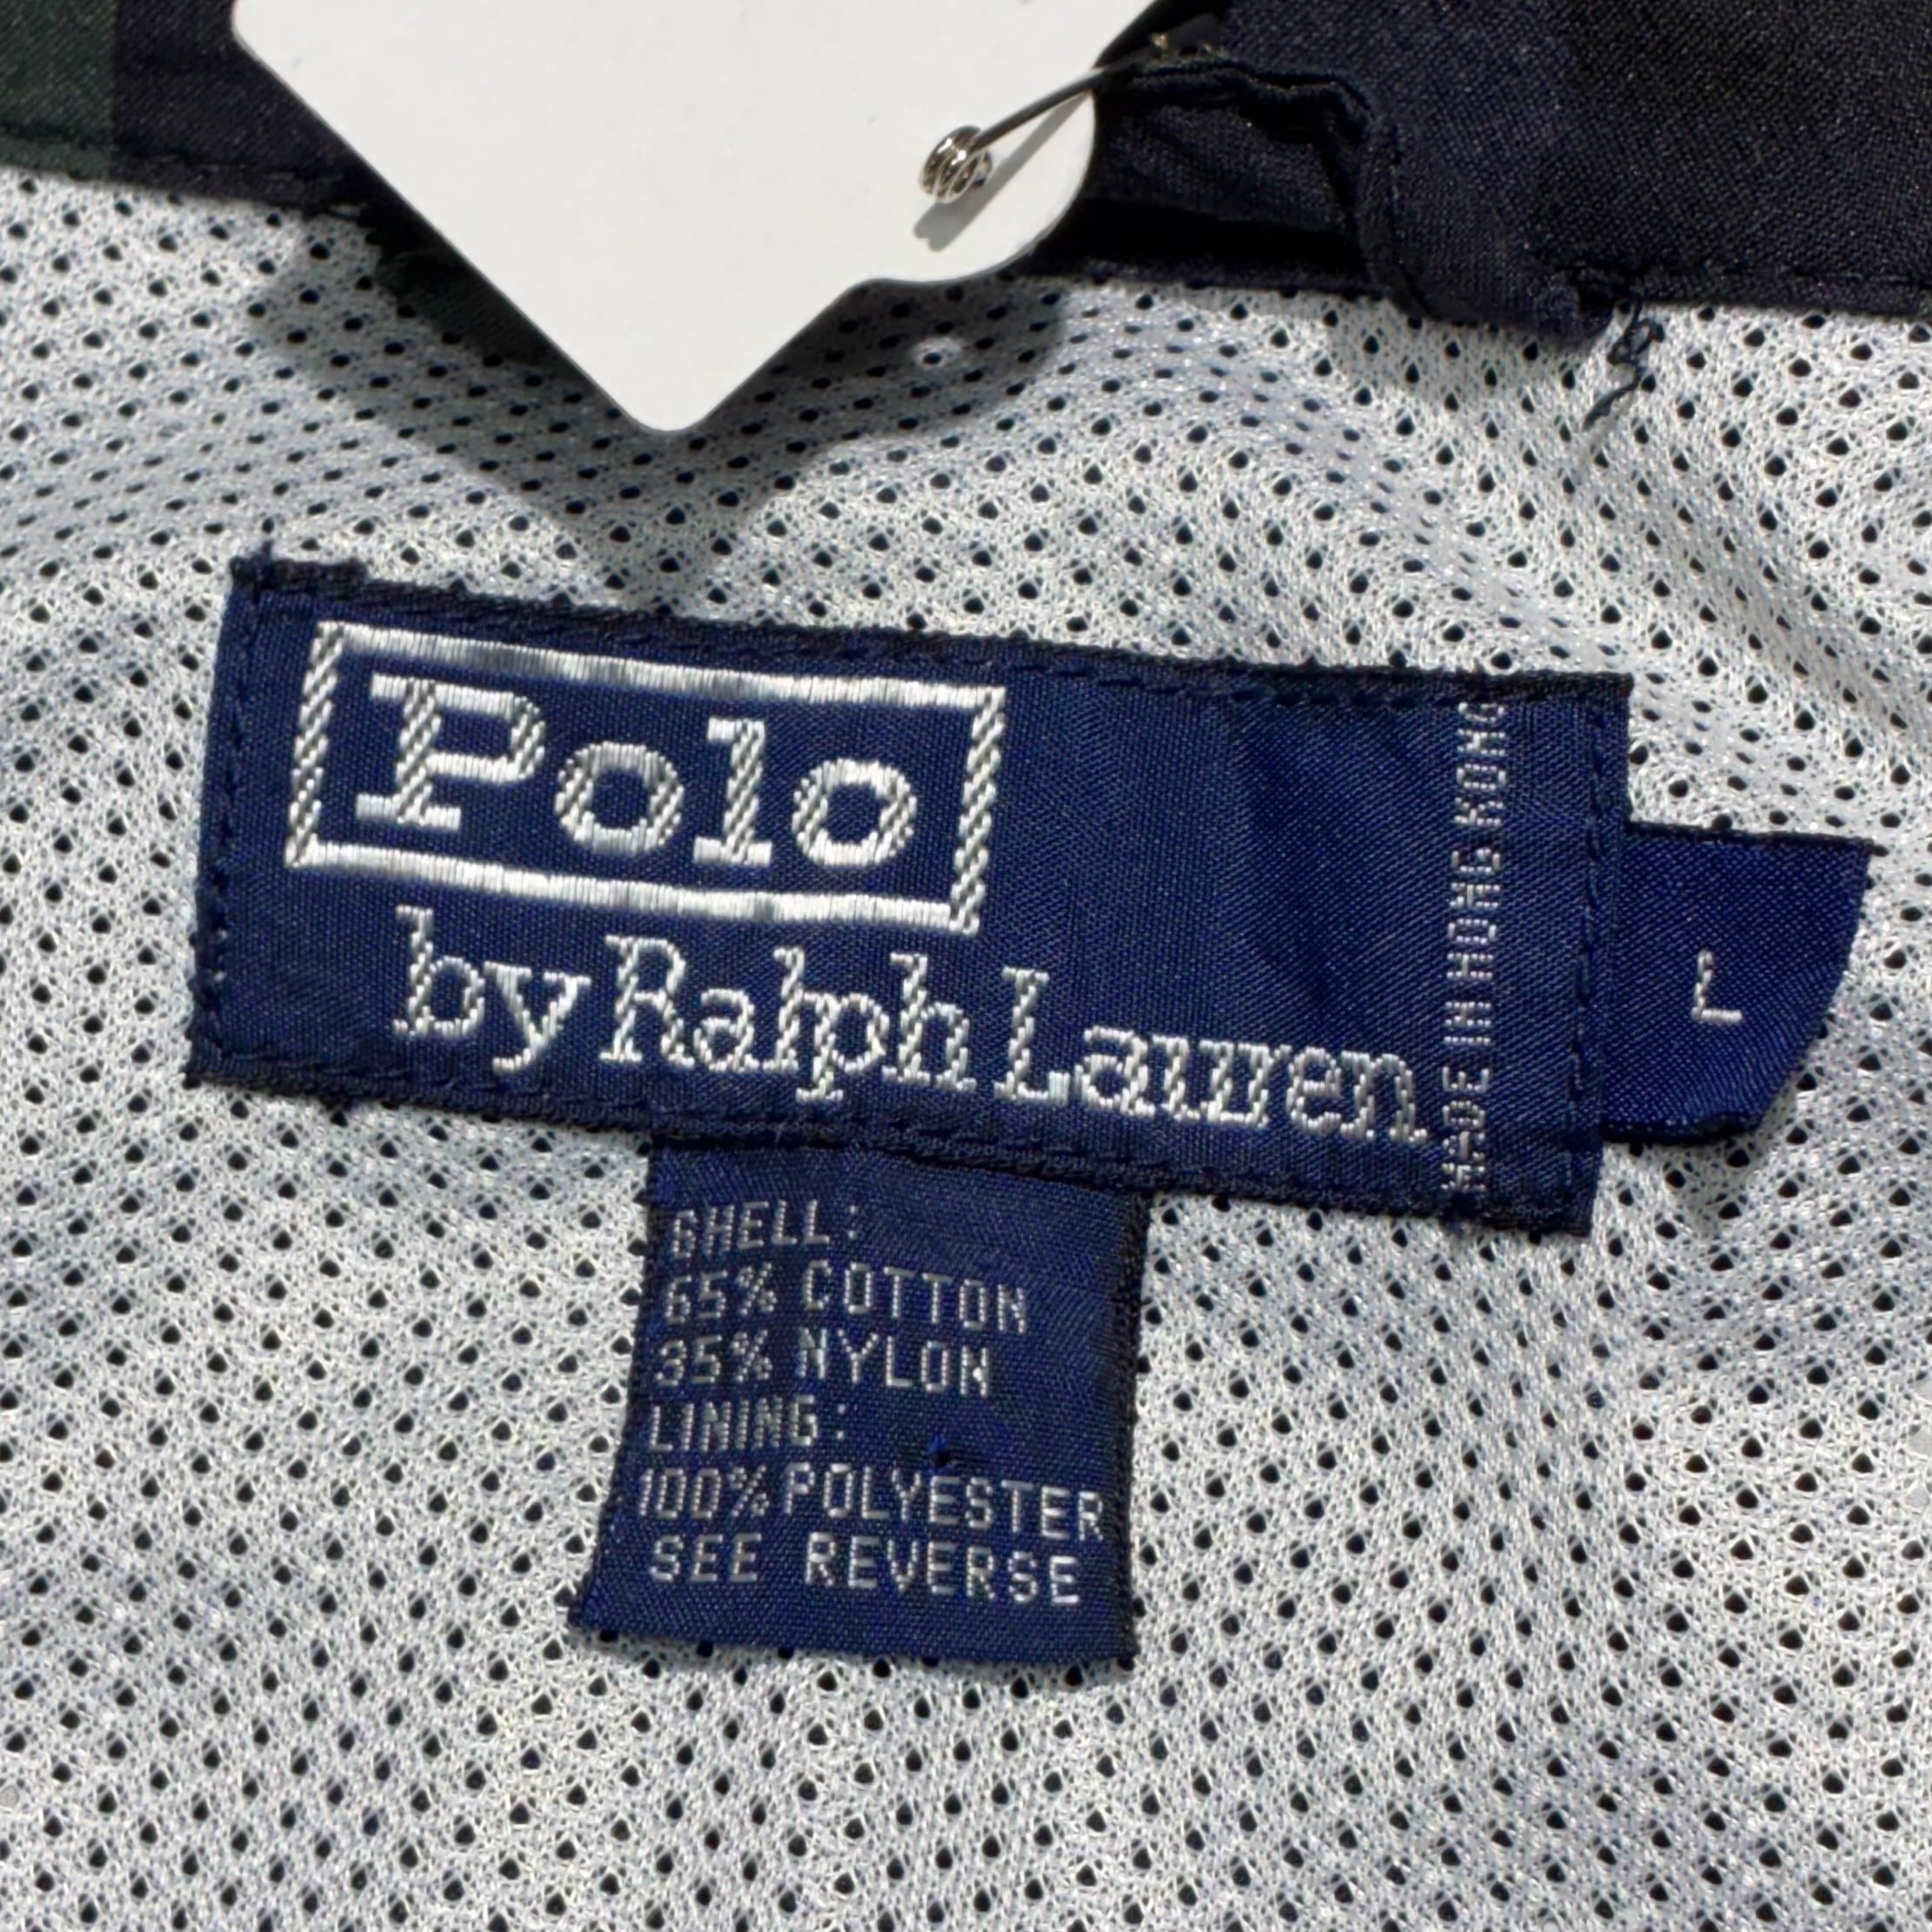 Polo
by Ralph Lauren
MADE IN HONG KONG
L
SHELL:
65% COTTON
35% NYLON
LINING:
100% POLYESTER
SEE REVERSE